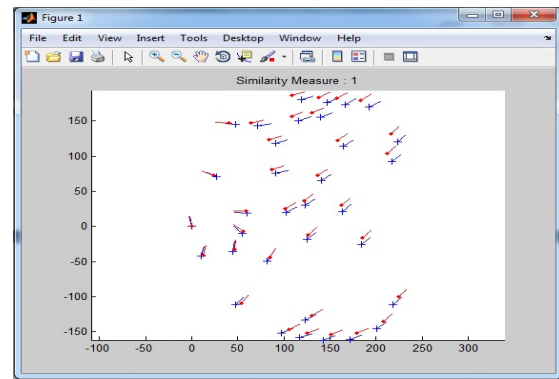 Figure 1
File Edit View Insert Tools Desktop Window Help
Similarity Measure : 1
150
100
50
0
-50
-100
-150
-100 -50 0 50 100 150 200 250 300